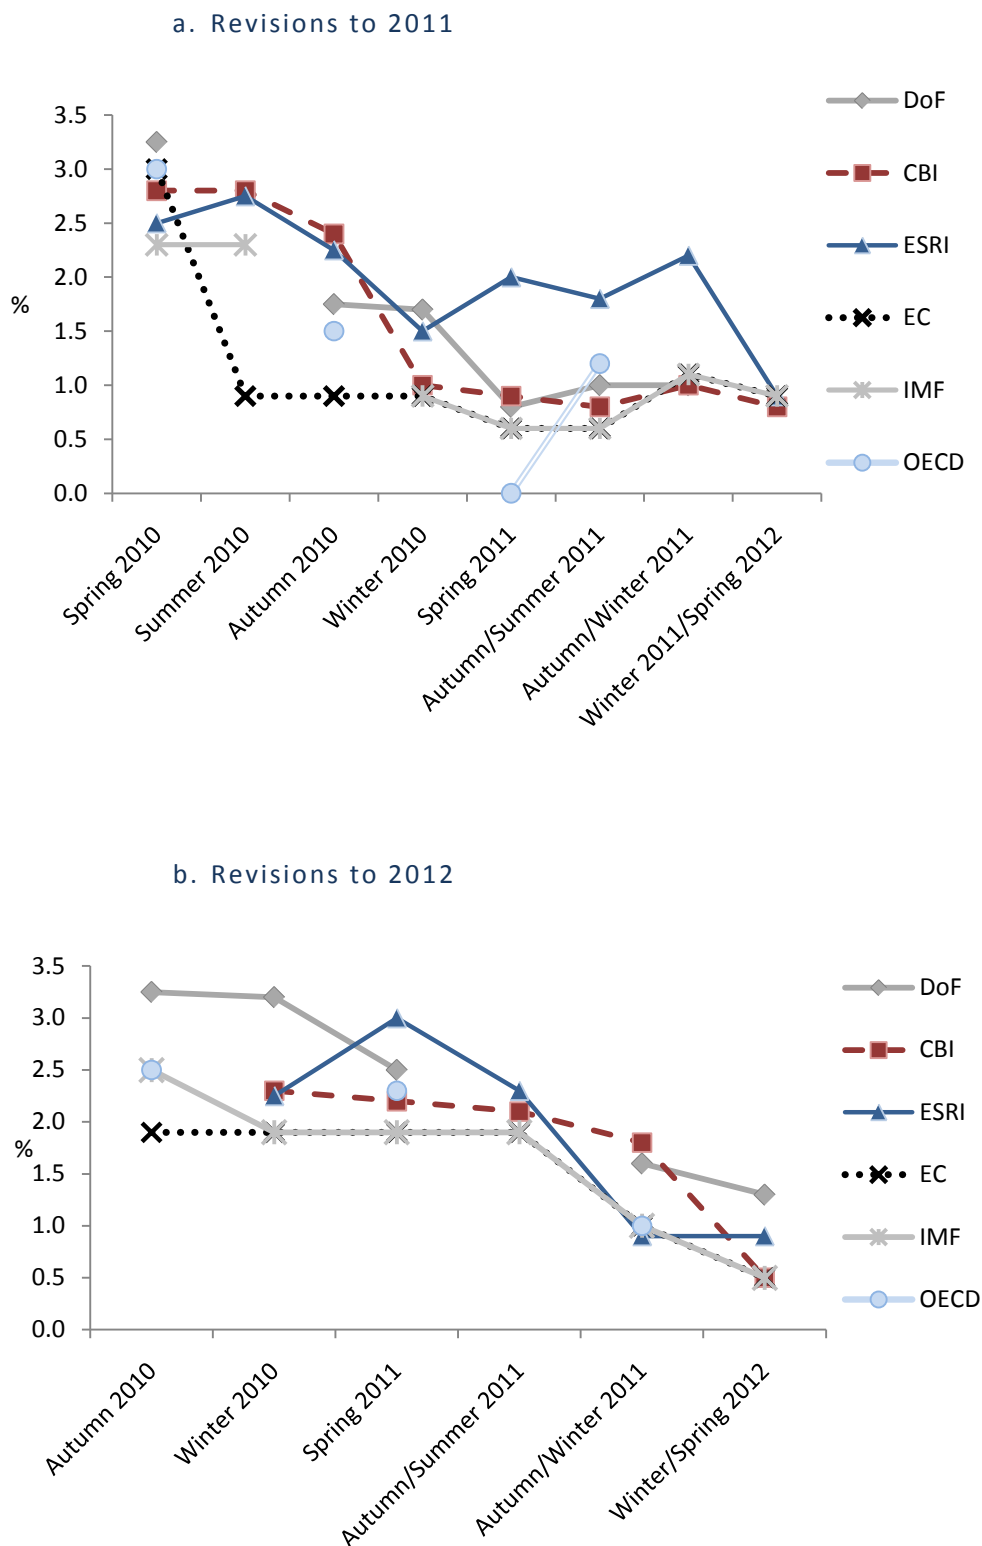 a. Revisions to 2011
3.5
3.0
2.5
2.0
1.5
1.0
0.5
0.0
%
Spring 2010
Summer 2010
Autumn 2010
Winter 2010
Spring 2011
Autumn/Summer 2011
Autumn/Winter 2011
Winter 2011/Spring 2012
DoF
CBI
ESRI
EC
IMF
OECD
b. Revisions to 2012
3.5
3.0
2.5
2.0
1.5
1.0
0.5
0.0
%
Autumn 2010
Winter 2010
Spring 2011
Autumn/Summer 2011
Autumn/Winter 2011
Winter/Spring 2012
DoF
CBI
ESRI
EC
IMF
OECD